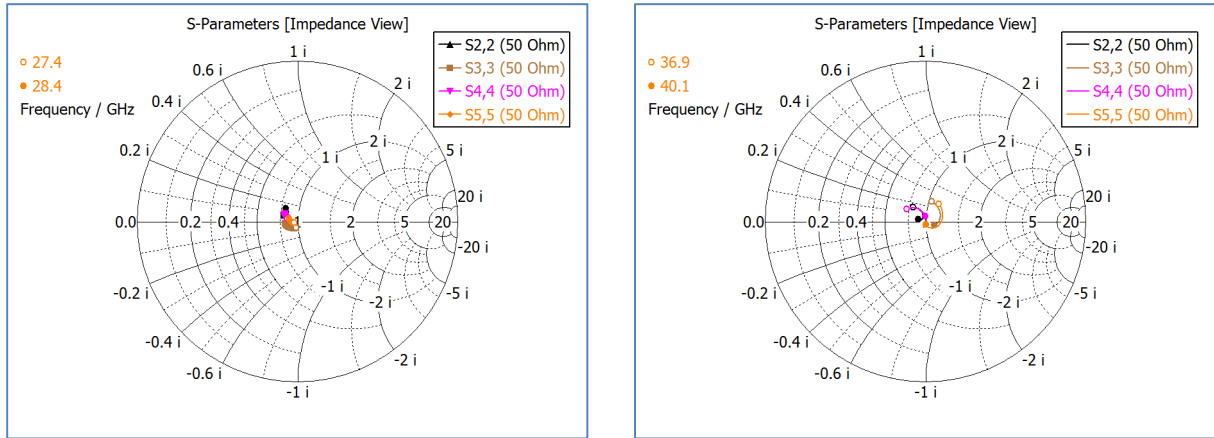 S-Parameters [Impedance View]
27.4
28.4
Frequency / GHz
S2,2 (50 Ohm)
S3,3 (50 Ohm)
S4,4 (50 Ohm)
S5,5 (50 Ohm)
1 i
0.6 i
2 i
0.4 i
2 i
5 i
1 i
0.2 i
20 i
0.0
0.2
0.4
1
2
5
20
-20 i
-0.2 i
-1 i
-2 i
-5 i
-0.4 i
-0.6 i
-2 i
-1 i
S-Parameters [Impedance View]
36.9
40.1
Frequency / GHz
S2,2 (50 Ohm)
S3,3 (50 Ohm)
S4,4 (50 Ohm)
S5,5 (50 Ohm)
1 i
0.6 i
2 i
0.4 i
2 i
5 i
1 i
0.2 i
20 i
0.0
0.2
0.4
1
2
5
20
-20 i
-0.2 i
-1 i
-2 i
-5 i
-0.4 i
-0.6 i
-2 i
-1 i